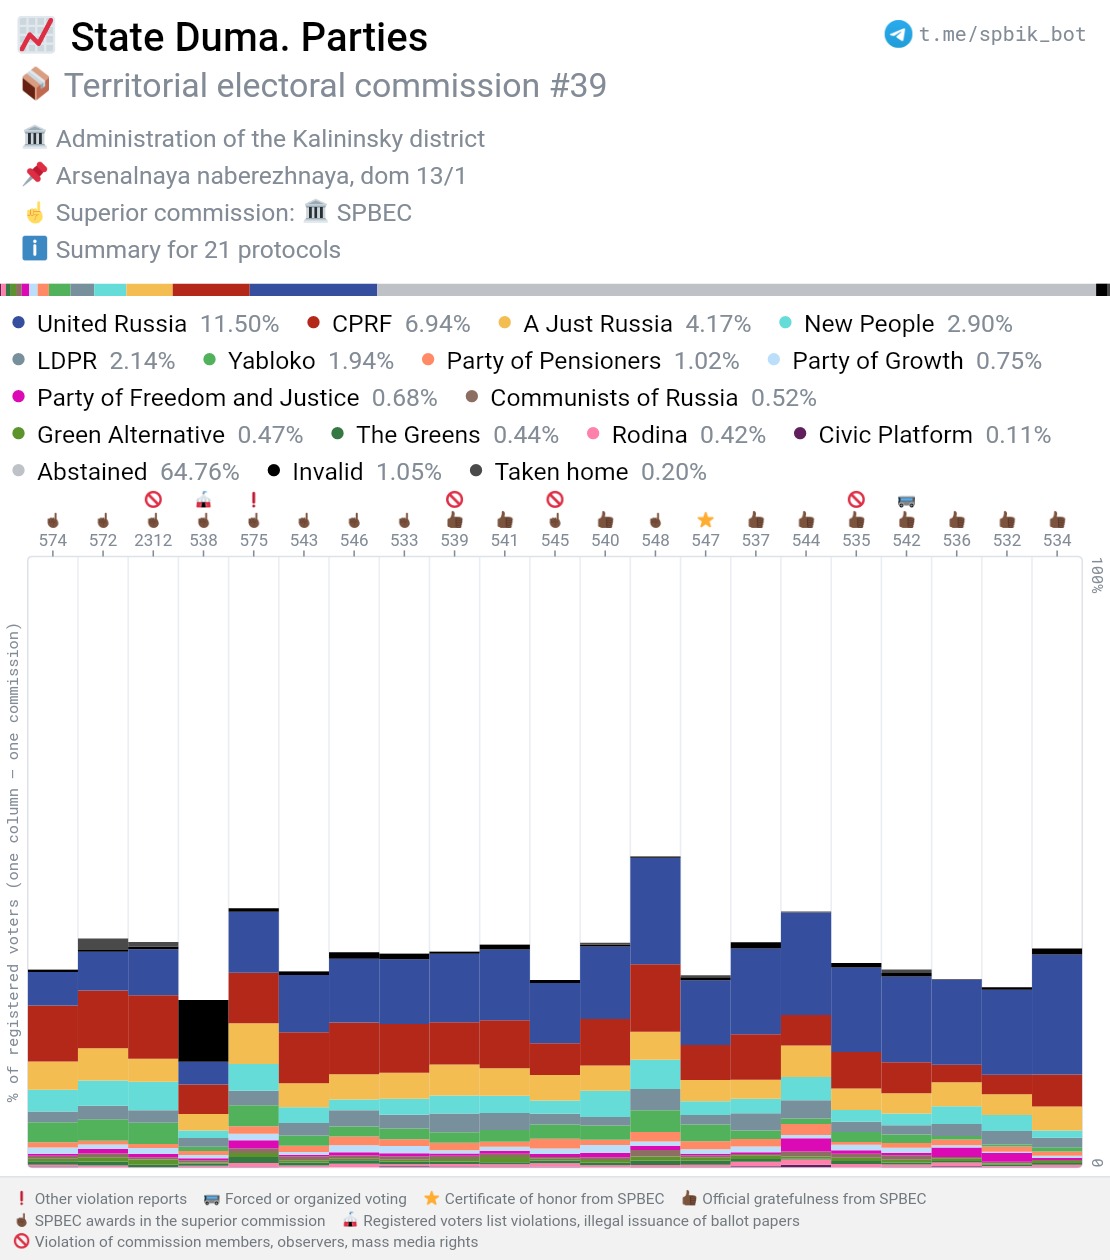 State Duma. Parties
t.me/spbik_bot
Territorial electoral commission #39
Administration of the Kalininsky district
Arsenalnaya naberezhnaya, dom 13/1
Superior commission: SPBEC
Summary for 21 protocols
United Russia 11.50% CPRF 6.94% A Just Russia 4.17% New People 2.90%
LDPR 2.14% Yabloko 1.94% Party of Pensioners 1.02% Party of Growth 0.75%
Party of Freedom and Justice 0.68% Communists of Russia 0.52%
Green Alternative 0.47% The Greens 0.44% Rodina 0.42% Civic Platform 0.11%
Abstained 64.76% Invalid 1.05% Taken home 0.20%
574 572 2312 538 575 543 546 533 539 541 545 540 548 547 537 544 535 542 536 532 534
100%
% of registered voters (one column – one commission)
0
Other violation reports Forced or organized voting Certificate of honor from SPBEC Official gratefulness from SPBEC
SPBEC awards in the superior commission Registered voters list violations, illegal issuance of ballot papers
Violation of commission members, observers, mass media rights